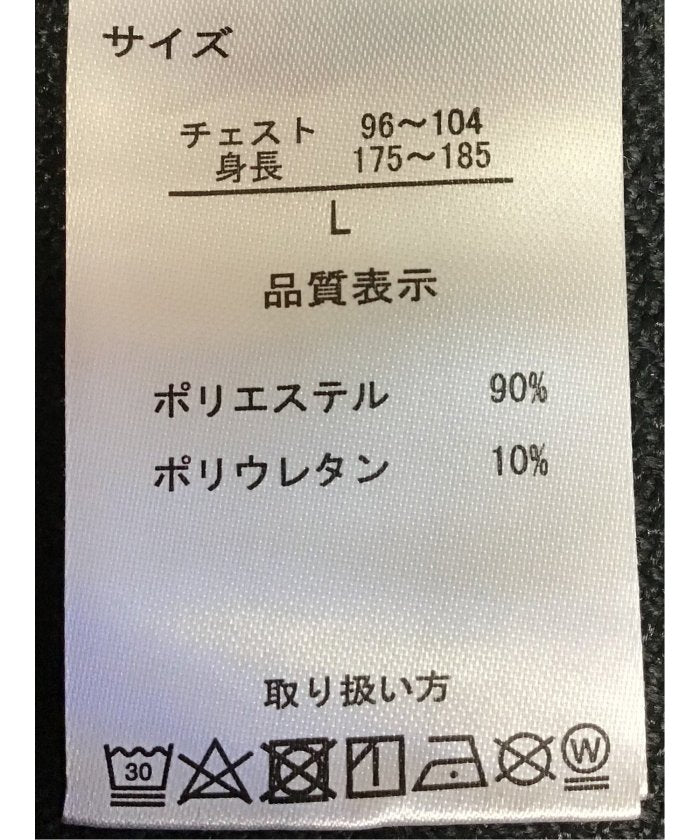 サイズ
チェスト 96～104
身長 175～185
L
品質表示
ポリエステル 90%
ポリウレタン 10%
取り扱い方
30 W